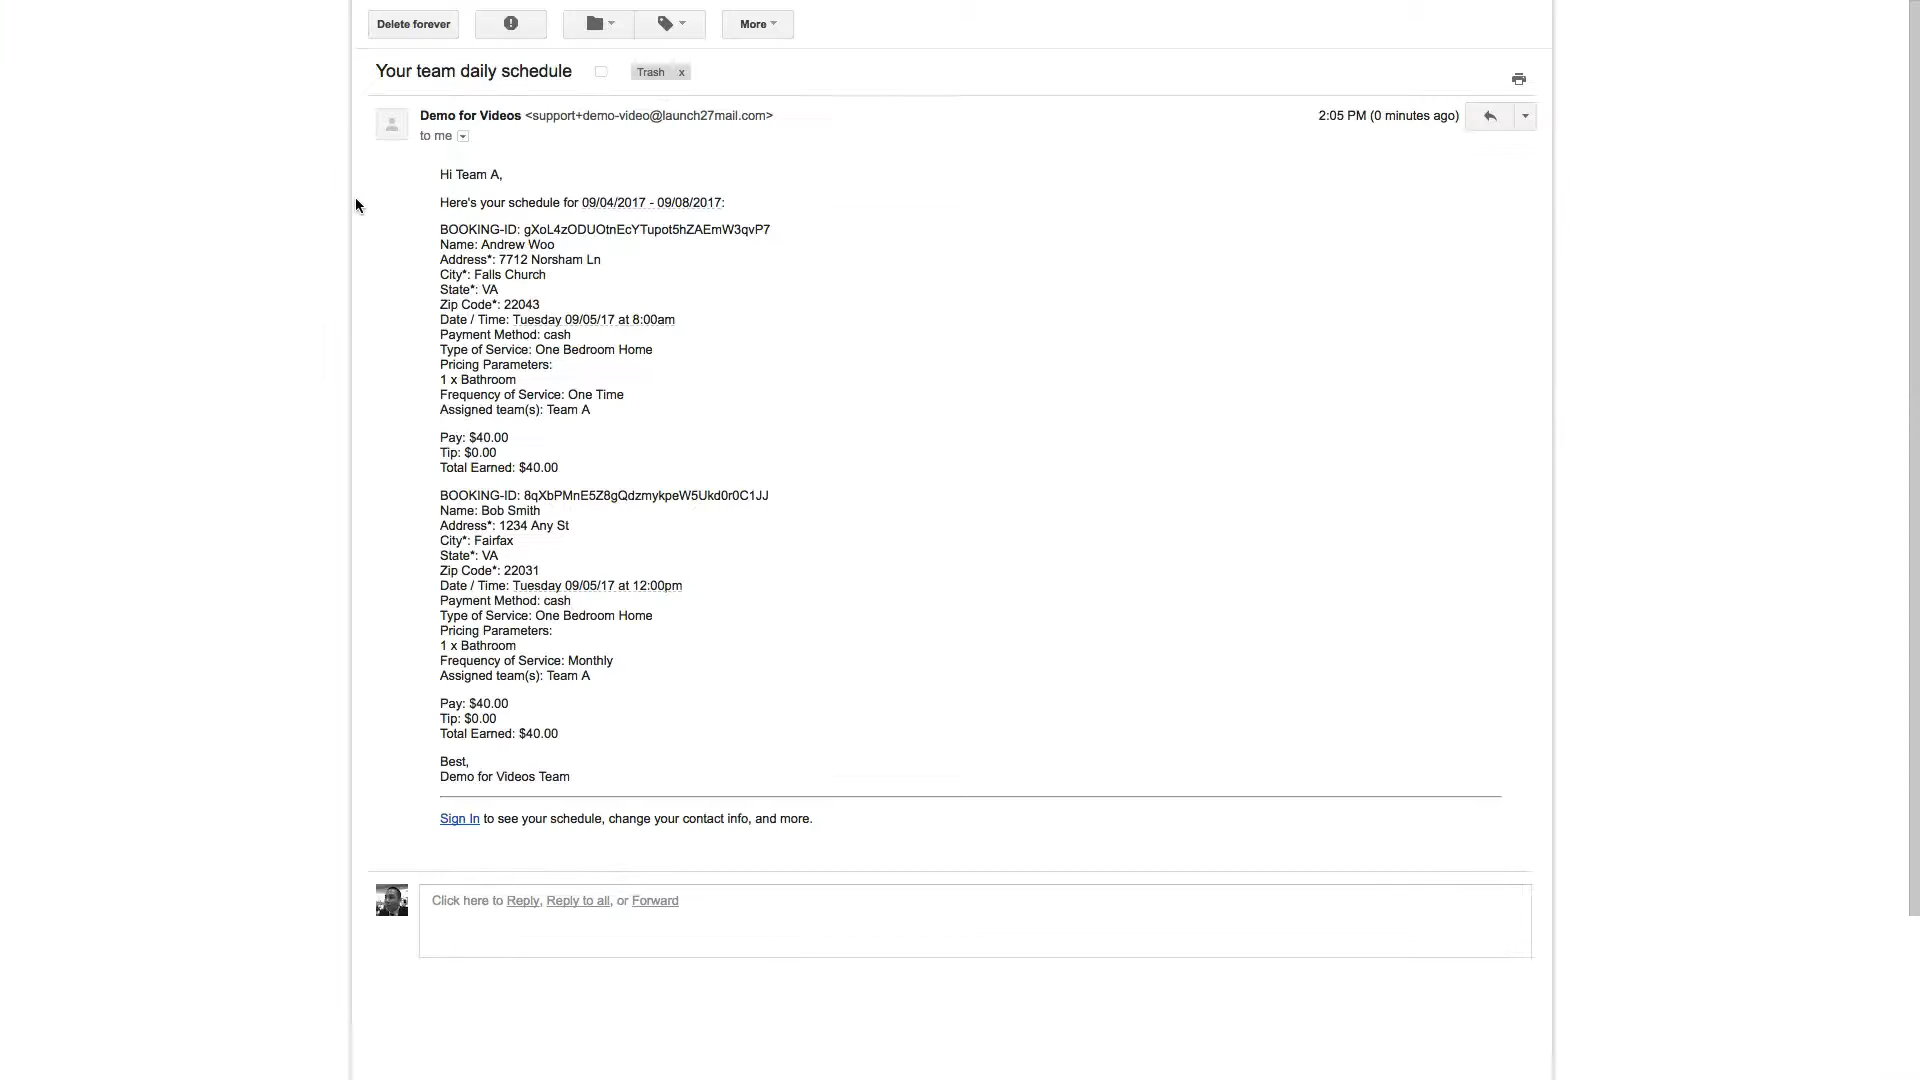 Delete forever More
Your team daily schedule Trash x
Demo for Videos <support+demo-video@launch27mail.com> 2:05 PM (0 minutes ago)
to me
Hi Team A,
Here's your schedule for 09/04/2017 - 09/08/2017:
BOOKING-ID: gXoL4zODUOtnEcYTupot5hZAEmW3qvP7
Name: Andrew Woo
Address*: 7712 Norsham Ln
City*: Falls Church
State*: VA
Zip Code*: 22043
Date / Time: Tuesday 09/05/17 at 8:00am
Payment Method: cash
Type of Service: One Bedroom Home
Pricing Parameters:
1 x Bathroom
Frequency of Service: One Time
Assigned team(s): Team A
Pay: $40.00
Tip: $0.00
Total Earned: $40.00
BOOKING-ID: 8qXbPMnE5Z8gQdzmykpeW5Ukd0r0C1JJ
Name: Bob Smith
Address*: 1234 Any St
City*: Fairfax
State*: VA
Zip Code*: 22031
Date / Time: Tuesday 09/05/17 at 12:00pm
Payment Method: cash
Type of Service: One Bedroom Home
Pricing Parameters:
1 x Bathroom
Frequency of Service: Monthly
Assigned team(s): Team A
Pay: $40.00
Tip: $0.00
Total Earned: $40.00
Best,
Demo for Videos Team
Sign In to see your schedule, change your contact info, and more.
Click here to Reply, Reply to all, or Forward